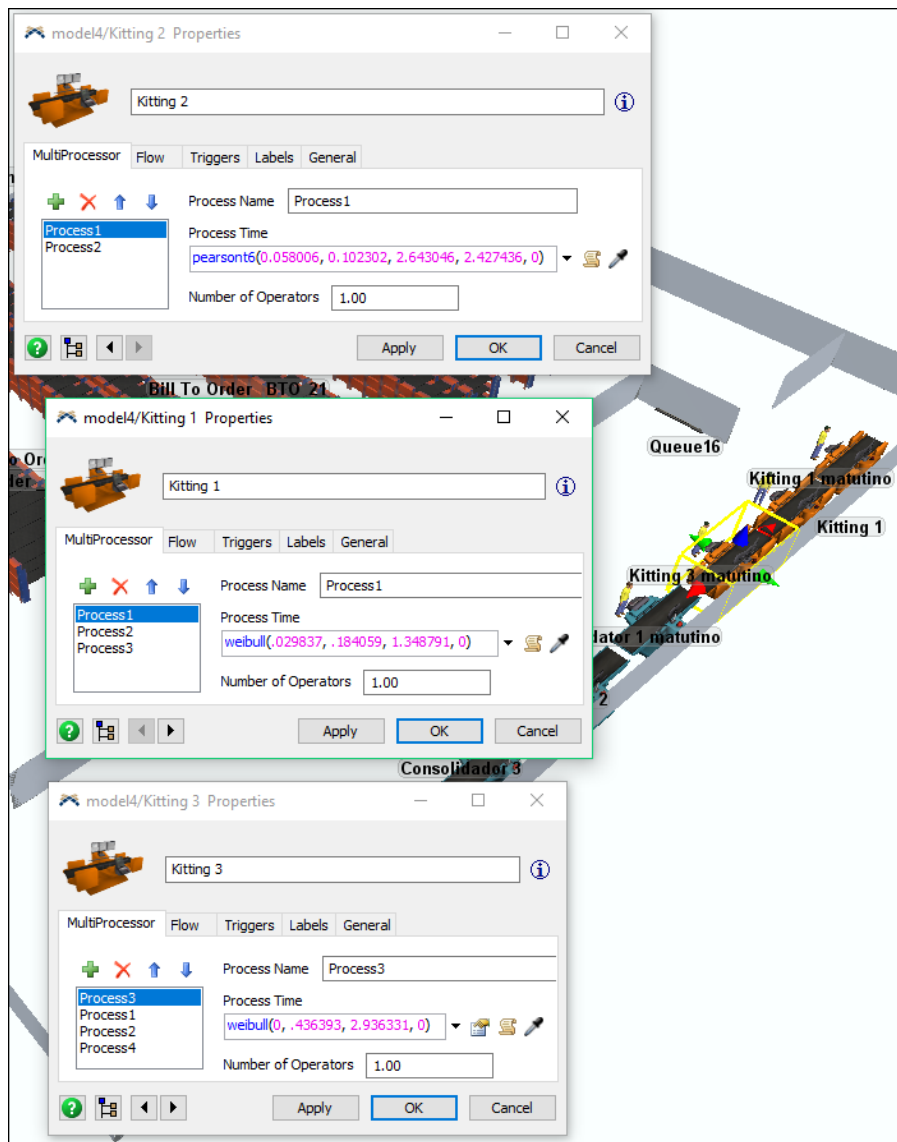 model4/Kitting 2 Properties
Kitting 2
MultiProcessor Flow Triggers Labels General
Process Name Process1
Process1
Process2
Process Time
pearsont6(0.058006, 0.102302, 2.643046, 2.427436, 0)
Number of Operators 1.00
Apply OK Cancel
Bill To Order BTO 21
model4/Kitting 1 Properties
Kitting 1
MultiProcessor Flow Triggers Labels General
Process Name Process1
Process1
Process2
Process3
Process Time
weibull(.029837, .184059, 1.348791, 0)
Number of Operators 1.00
Apply OK Cancel
Queue16
Kitting 1 matutino
Kitting 1
Kitting 3 matutino
dator 1 matutino
2
Consolidador 3
model4/Kitting 3 Properties
Kitting 3
MultiProcessor Flow Triggers Labels General
Process Name Process3
Process3
Process1
Process2
Process4
Process Time
weibull(0, .436393, 2.936331, 0)
Number of Operators 1.00
Apply OK Cancel